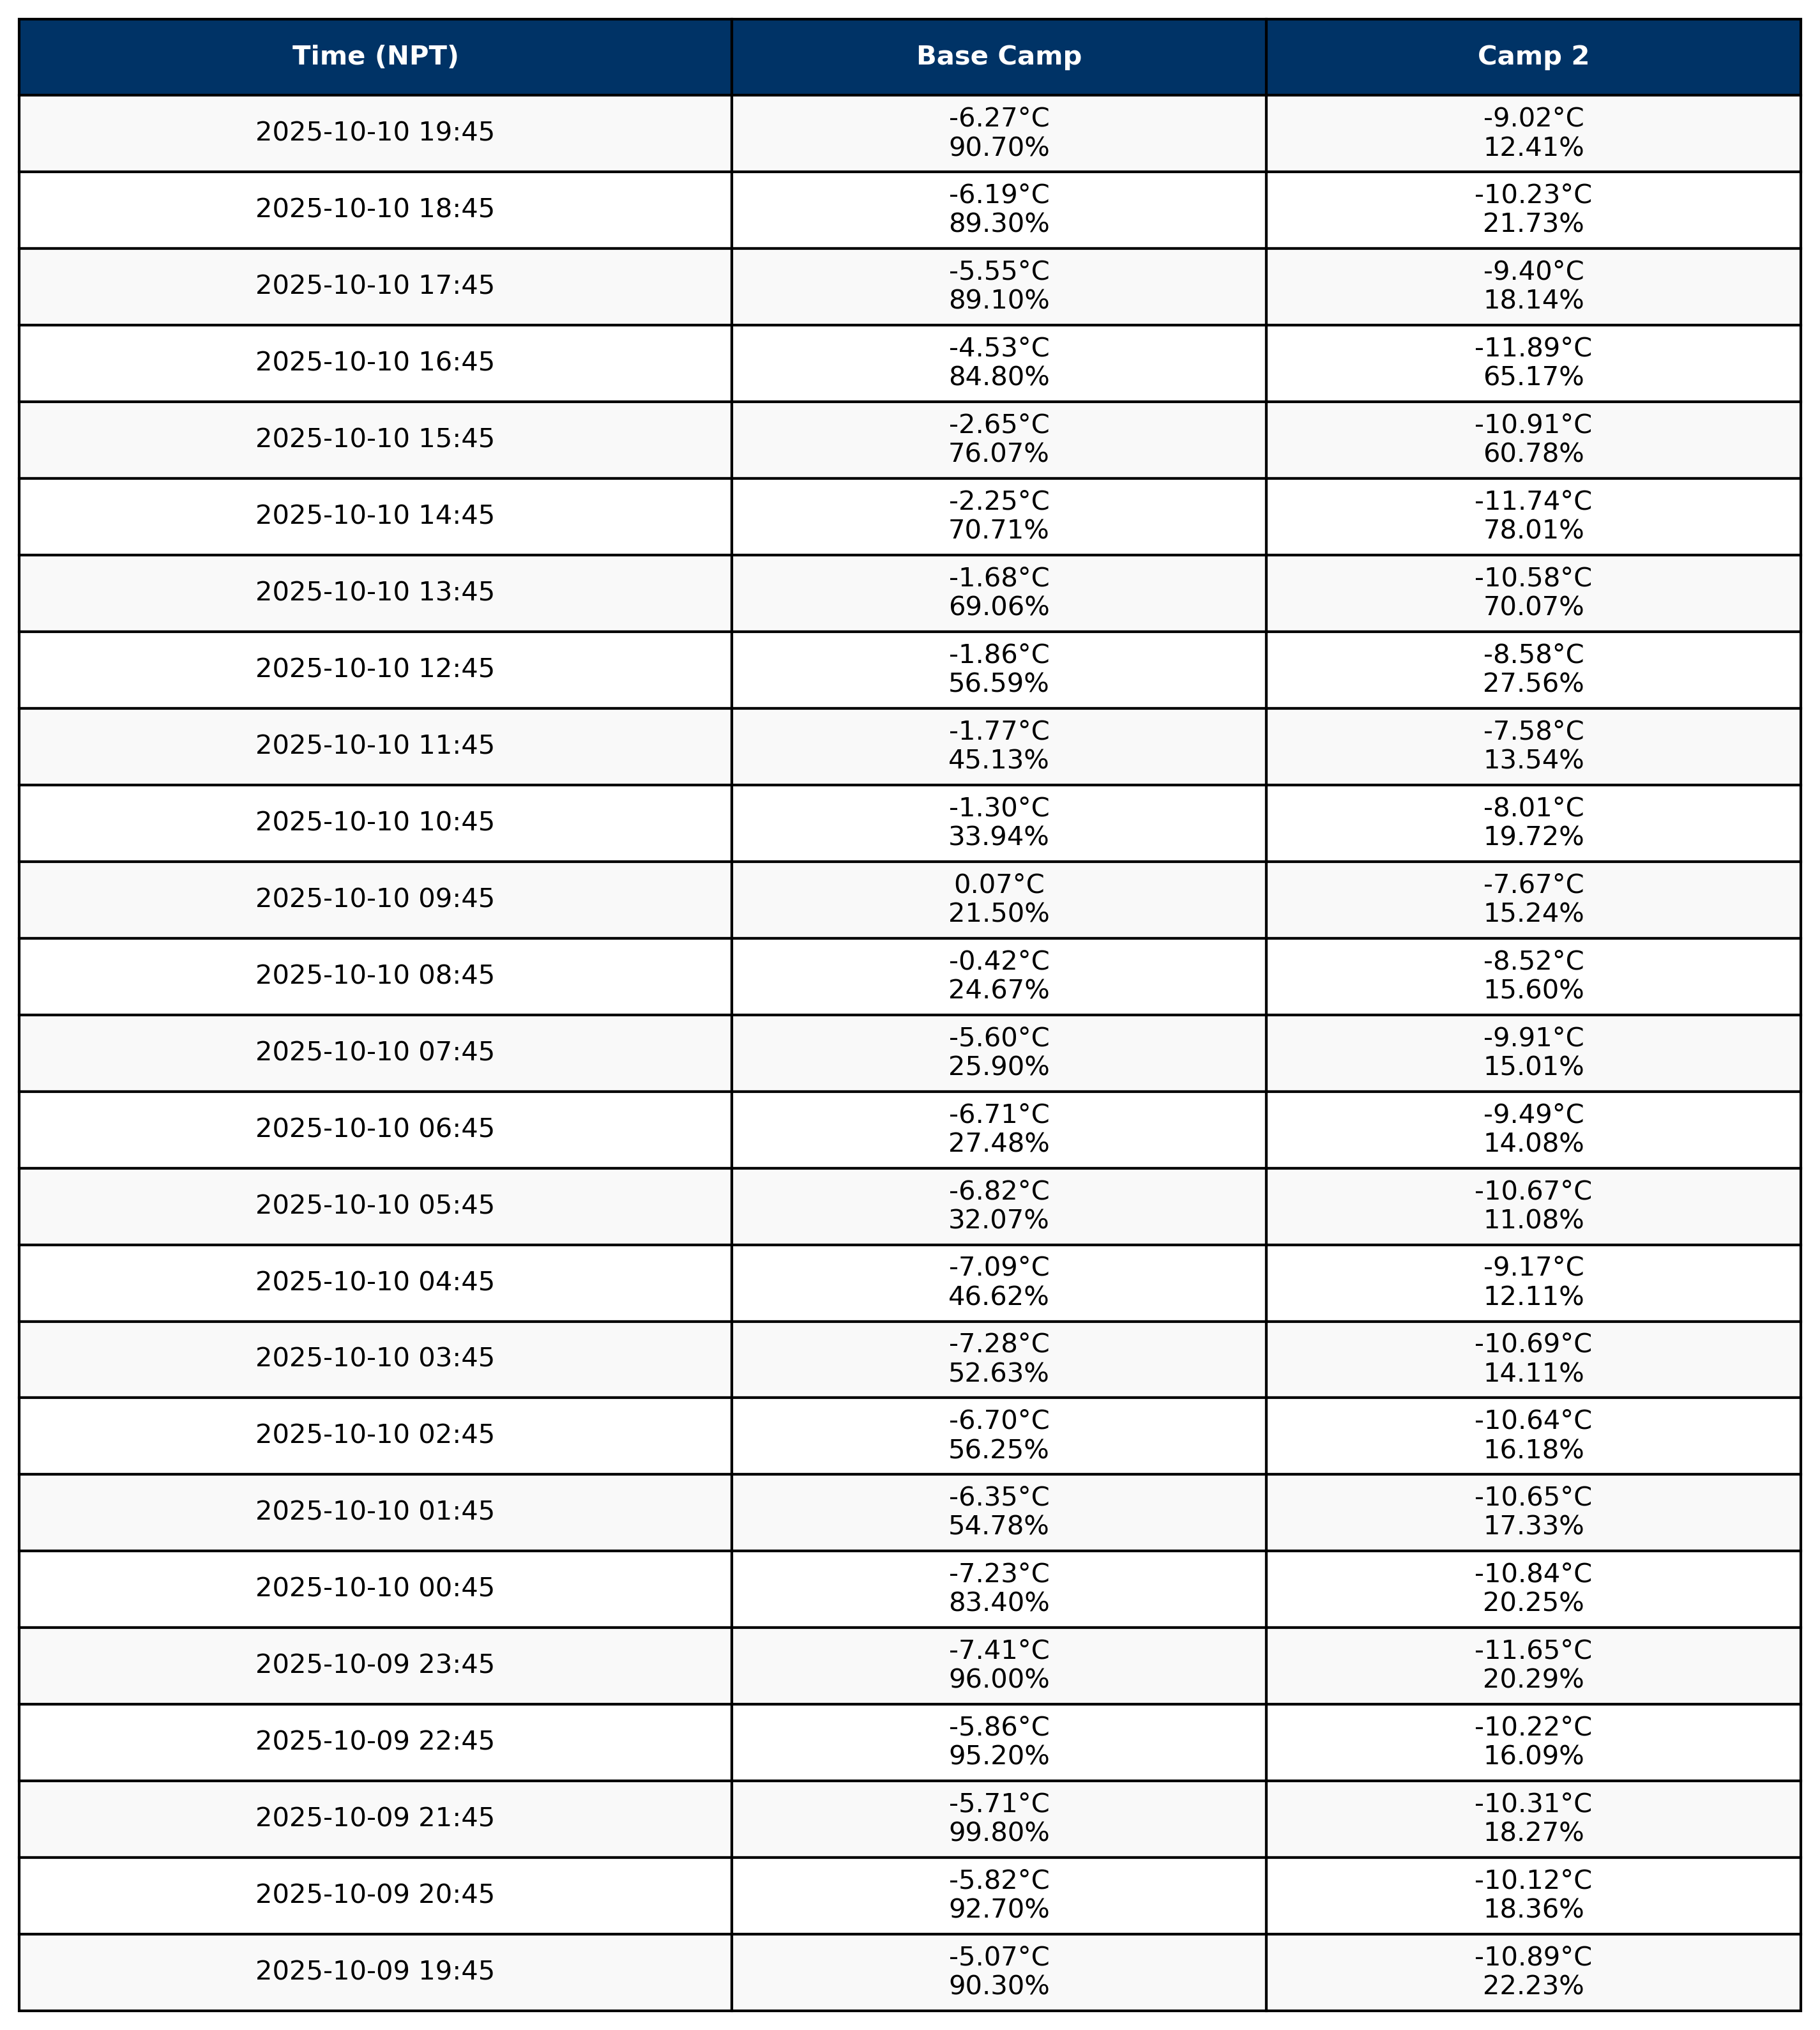 Time (NPT) Base Camp Camp 2
2025-10-10 19:45 -6.27°C -9.02°C
90.70% 12.41%
2025-10-10 18:45 -6.19°C -10.23°C
89.30% 21.73%
2025-10-10 17:45 -5.55°C -9.40°C
89.10% 18.14%
2025-10-10 16:45 -4.53°C -11.89°C
84.80% 65.17%
2025-10-10 15:45 -2.65°C -10.91°C
76.07% 60.78%
2025-10-10 14:45 -2.25°C -11.74°C
70.71% 78.01%
2025-10-10 13:45 -1.68°C -10.58°C
69.06% 70.07%
2025-10-10 12:45 -1.86°C -8.58°C
56.59% 27.56%
2025-10-10 11:45 -1.77°C -7.58°C
45.13% 13.54%
2025-10-10 10:45 -1.30°C -8.01°C
33.94% 19.72%
2025-10-10 09:45 0.07°C -7.67°C
21.50% 15.24%
2025-10-10 08:45 -0.42°C -8.52°C
24.67% 15.60%
2025-10-10 07:45 -5.60°C -9.91°C
25.90% 15.01%
2025-10-10 06:45 -6.71°C -9.49°C
27.48% 14.08%
2025-10-10 05:45 -6.82°C -10.67°C
32.07% 11.08%
2025-10-10 04:45 -7.09°C -9.17°C
46.62% 12.11%
2025-10-10 03:45 -7.28°C -10.69°C
52.63% 14.11%
2025-10-10 02:45 -6.70°C -10.64°C
56.25% 16.18%
2025-10-10 01:45 -6.35°C -10.65°C
54.78% 17.33%
2025-10-10 00:45 -7.23°C -10.84°C
83.40% 20.25%
2025-10-09 23:45 -7.41°C -11.65°C
96.00% 20.29%
2025-10-09 22:45 -5.86°C -10.22°C
95.20% 16.09%
2025-10-09 21:45 -5.71°C -10.31°C
99.80% 18.27%
2025-10-09 20:45 -5.82°C -10.12°C
92.70% 18.36%
2025-10-09 19:45 -5.07°C -10.89°C
90.30% 22.23%